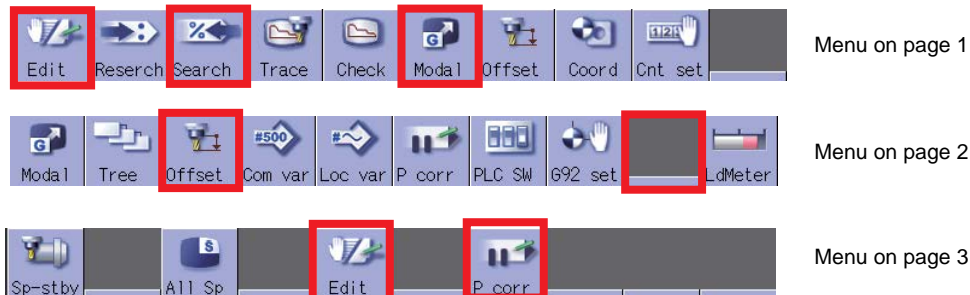 Edit Reserch Search Trace Check Modal Offset Coord Cnt set
Menu on page 1
Modal Tree Offset Com var Loc var P corr PLC SW G92 set LdMeter
#500 #~
Menu on page 2
Sp-stby All Sp Edit P corr
Menu on page 3